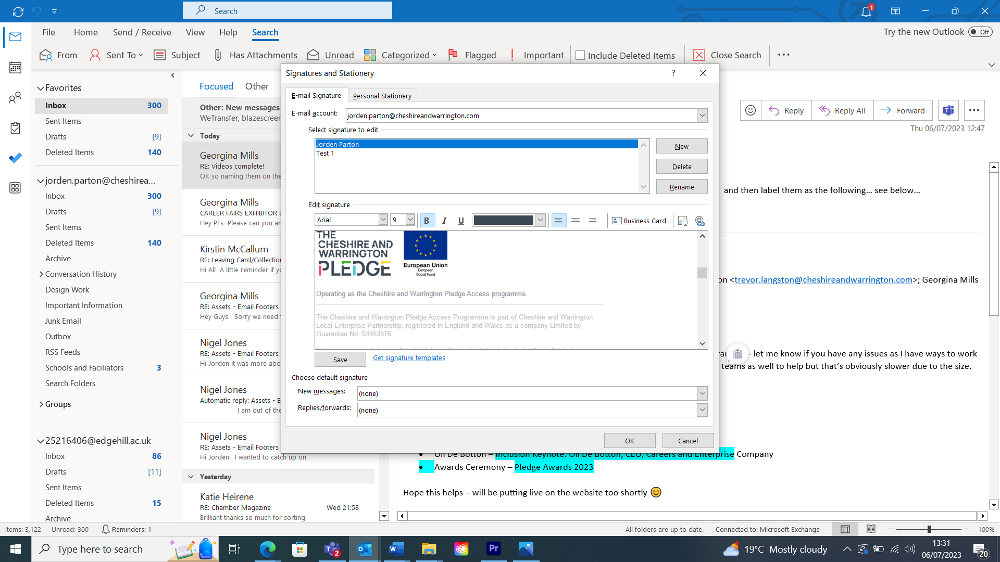 Search
1
File Home Send / Receive View Help Search
Try the new Outlook Off
From Sent To Subject Has Attachments Unread Categorized Flagged Important Include Deleted Items Close Search
Favorites
Inbox 300
Sent Items
Drafts [9]
Deleted Items 140
jorden.parton@cheshirea...
Inbox 300
Drafts [9]
Sent Items
Deleted Items 140
Archive
Conversation History
Design Work
Important Information
Junk Email
Outbox
RSS Feeds
Schools and Faciliators 3
Search Folders
Groups
25216406@edgehill.ac.uk
Inbox 86
Drafts [11]
Sent Items
Deleted Items 15
Archive
Focused Other
Other: New messages
WeTransfer, blazescreen
Today
Georgina Mills
RE: Videos complete!
OK so naming them on the
Georgina Mills
CAREER FAIRS EXHIBITOR
Hey PFs Please can you an
Kirstin McCallum
RE: Leaving Card/Collection
Hi All A little reminder if yo
Georgina Mills
RE: Assets - Email Footers
Hey Guys Sorry we need t
Nigel Jones
RE: Assets - Email Footers
Hi Jorden it was more abo
Nigel Jones
Automatic reply: Assets - E
I am out of the
Nigel Jones
RE: Assets - Email Footers
Hi Jorden. I wanted to catch up on
Yesterday
Katie Heirene
RE: Chamber Magazine Wed 21:58
Brilliant thanks so much for sorting
Signatures and Stationery
?
E-mail Signature Personal Stationery
E-mail account: jorden.parton@cheshireandwarrington.com
Select signature to edit
Jorden Parton
Test 1
New
Delete
Rename
Edit signature
Arial 9 B I U Business Card
THE
CHESHIRE AND
WARRINGTON
PLEDGE
European Union
European
Social Fund
Operating as the Cheshire and Warrington Pledge Access programme.
The Cheshire and Warrington Pledge Access Programme is part of Cheshire and Warrington
Local Enterprise Partnership, registered in England and Wales as a company Limited by
Guarantee No. 04453576
Save Get signature templates
Choose default signature
New messages: (none)
Replies/forwards: (none)
OK Cancel
Reply Reply All Forward
Thu 06/07/2023 12:47
and then label them as the following... see below...
on <trevor.langston@cheshireandwarrington.com>; Georgina Mills
- let me know if you have any issues as I have ways to work
teams as well to help but that's obviously slower due to the size.
Oli De Botton – Inclusion Keynote: Oli De Botton, CEO, Careers and Enterprise Company
Awards Ceremony – Pledge Awards 2023
Hope this helps – will be putting live on the website too shortly 😊
Items: 3,122 Unread: 300 Reminders: 1
All folders are up to date. Connected to: Microsoft Exchange 100%
Type here to search
2
Pr
19°C Mostly cloudy
13:31
06/07/2023
20